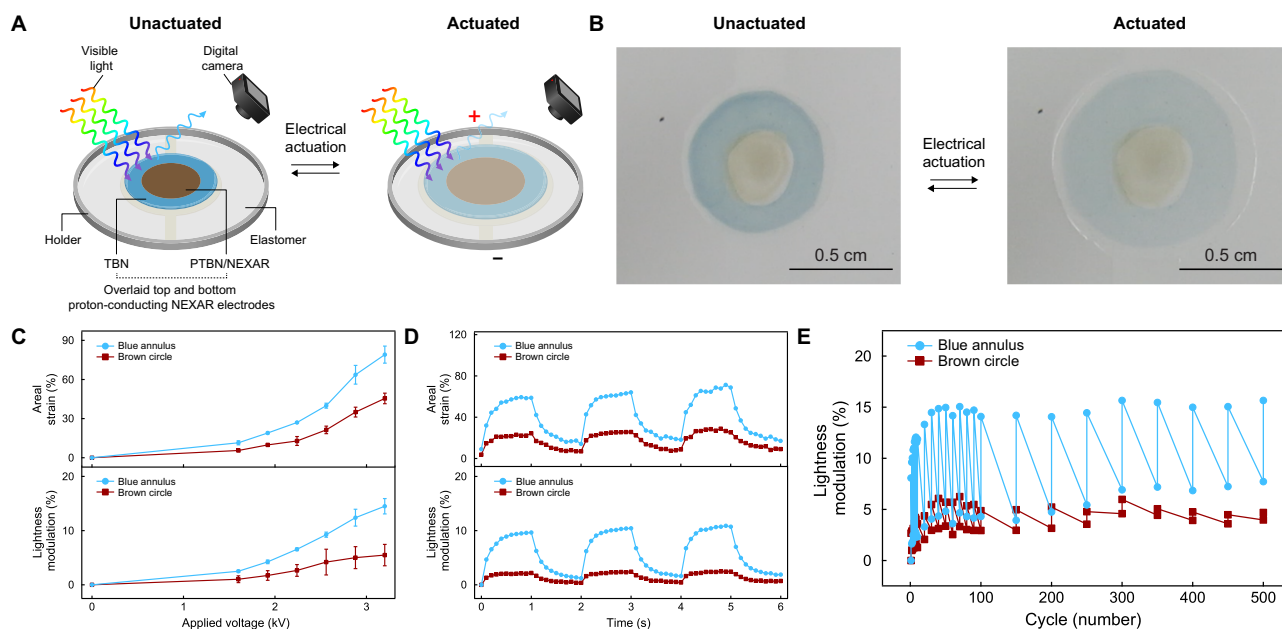 A
Unactuated
Actuated
Visible
light
Digital
camera
Electrical
actuation
+
Holder
Elastomer
TBN
PTBN/NEXAR
–
Overlaid top and bottom
proton-conducting NEXAR electrodes
B
Unactuated
Actuated
Electrical
actuation
0.5 cm
0.5 cm
C
Blue annulus
Brown circle
Areal
strain (%)
90
60
30
0
Blue annulus
Brown circle
Lightness
modulation (%)
20
10
0
0
1
2
3
Applied voltage (kV)
D
Blue annulus
Brown circle
Areal
strain (%)
120
80
40
0
Blue annulus
Brown circle
Lightness
modulation (%)
20
10
0
0
1
2
3
4
5
6
Time (s)
E
Blue annulus
Brown circle
Lightness
modulation (%)
20
15
10
5
0
0
100
200
300
400
500
Cycle (number)